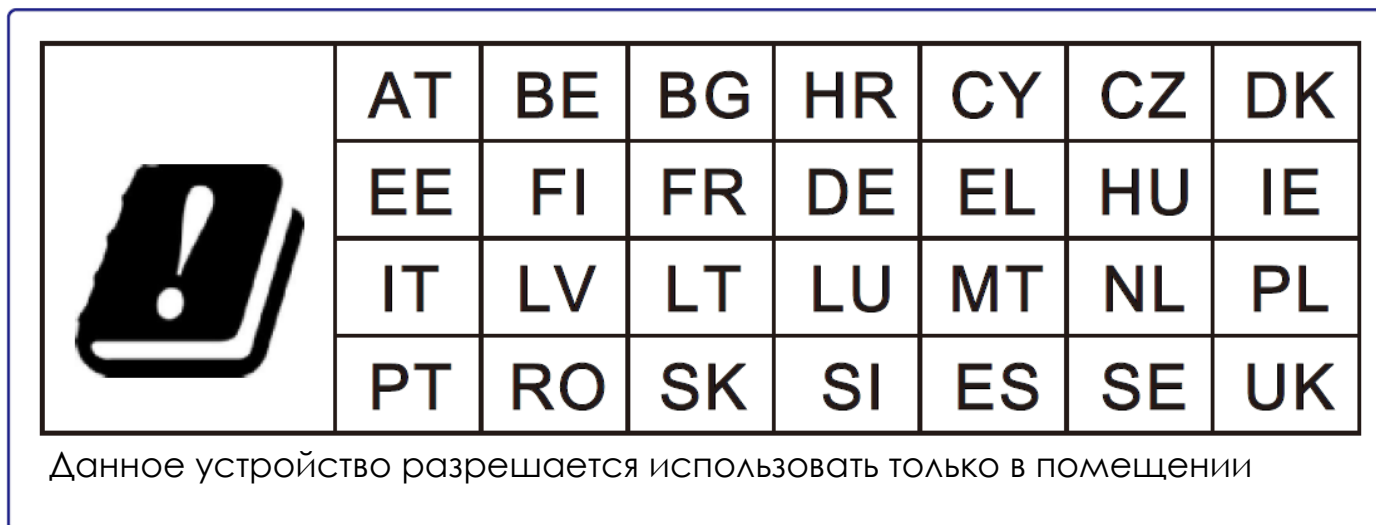 AT BE BG HR CY CZ DK
EE FI FR DE EL HU IE
IT LV LT LU MT NL PL
PT RO SK SI ES SE UK
Данное устройство разрешается использовать только в помещении